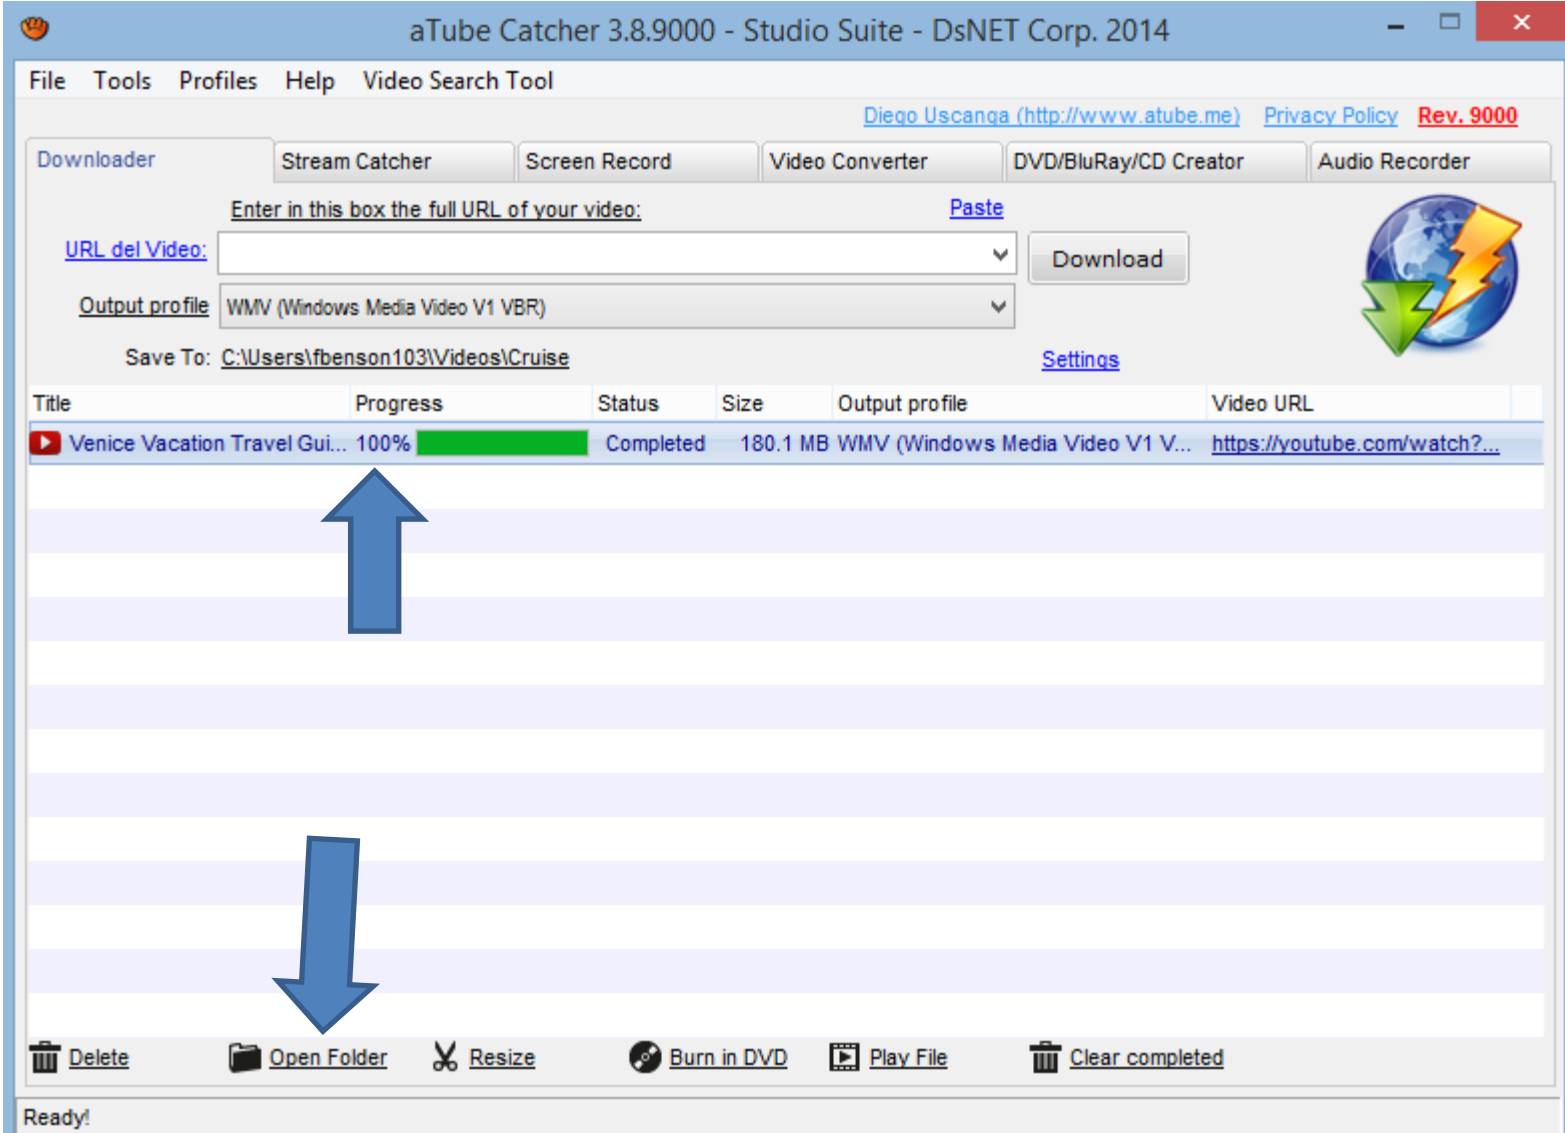 aTube Catcher 3.8.9000 - Studio Suite - DsNET Corp. 2014
File Tools Profiles Help Video Search Tool
Diego Uscanga (http://www.atube.me) Privacy Policy Rev. 9000
Downloader Stream Catcher Screen Record Video Converter DVD/BluRay/CD Creator Audio Recorder
Enter in this box the full URL of your video: Paste
URL del Video: Download
Output profile WMV (Windows Media Video V1 VBR)
Save To: C:\Users\fbenson103\Videos\Cruise Settings
Title Progress Status Size Output profile Video URL
Venice Vacation Travel Gui... 100% Completed 180.1 MB WMV (Windows Media Video V1 V... https://youtube.com/watch?...
Delete Open Folder Resize Burn in DVD Play File Clear completed
Ready!